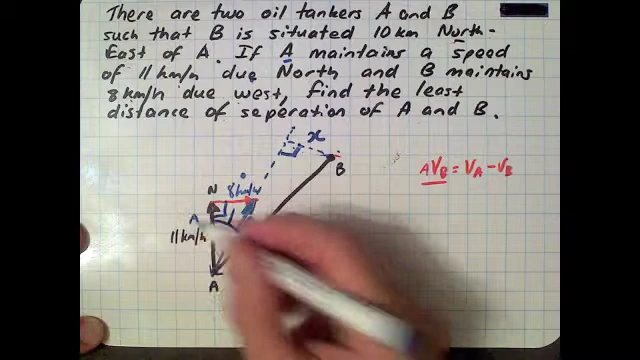 There are two oil tankers A and B
such that B is situated 10 km North-
East of A. If A maintains a speed
of 11 km/h due North and B maintains
8 km/h due west, find the least
distance of seperation of A and B.
x
B
AVB = VA - VB
N 8 km/h
A
11 km/h
A